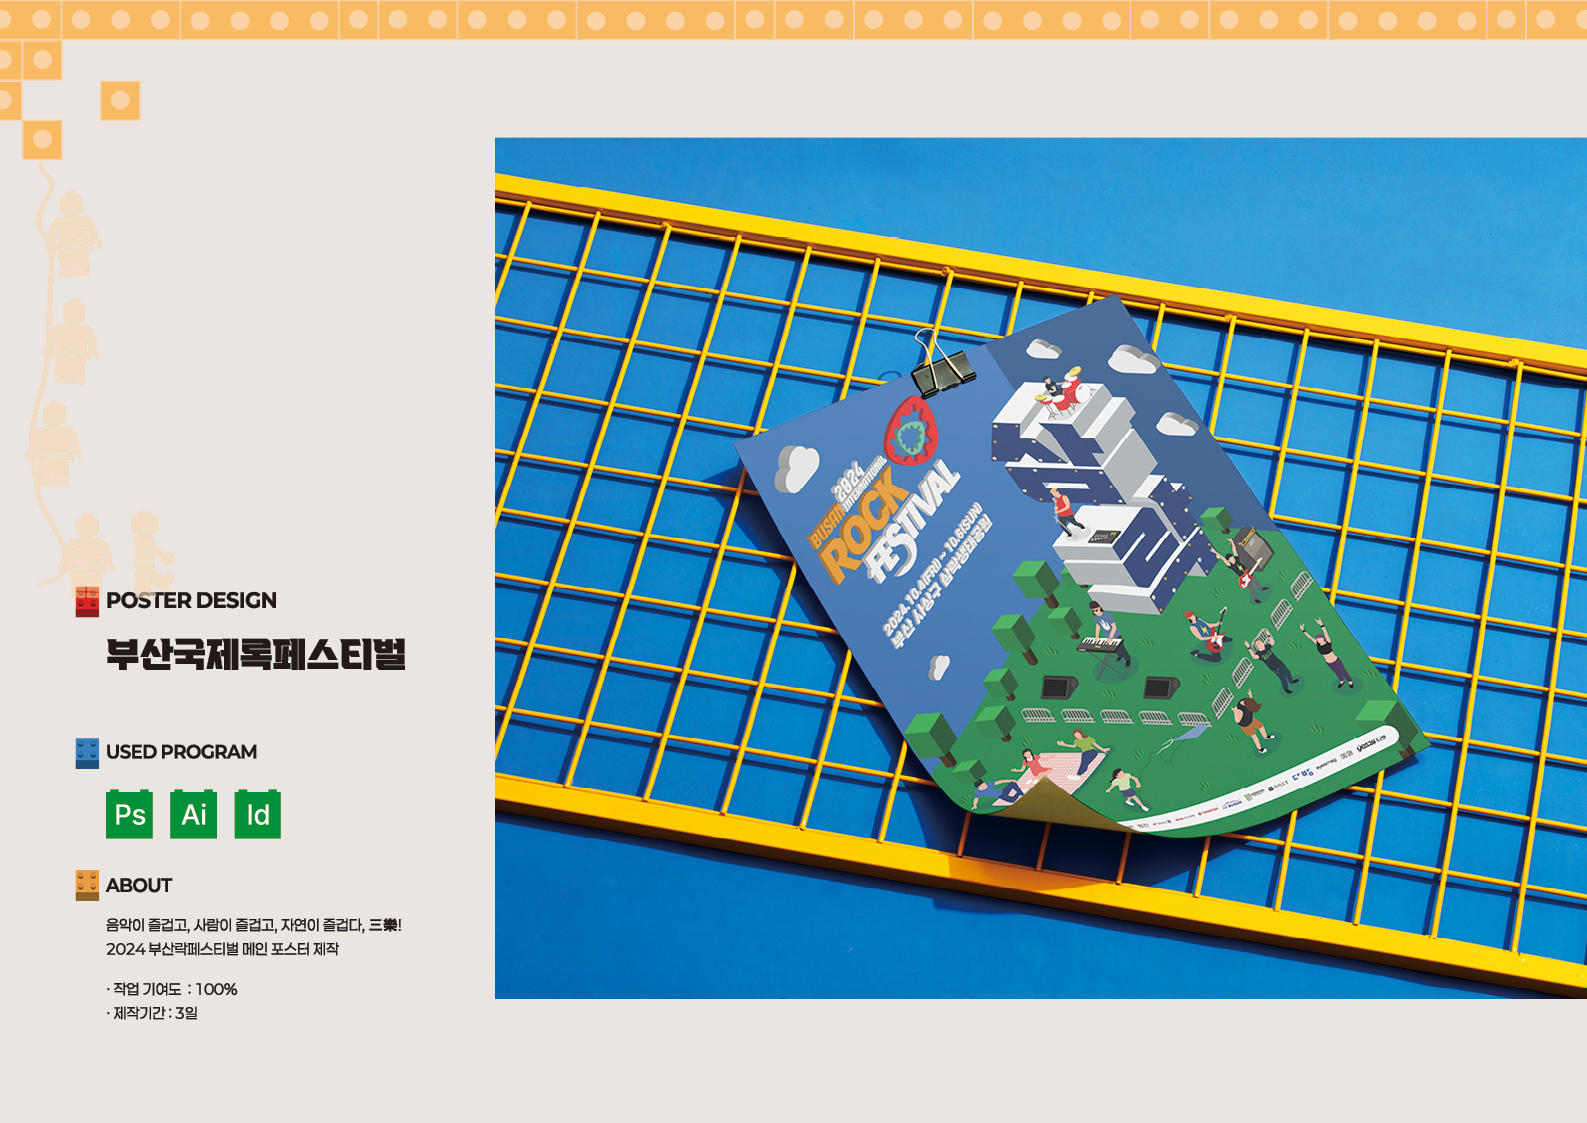 POSTER DESIGN
부산국제록페스티벌
USED PROGRAM
Ps Ai Id
ABOUT
음악이 즐겁고, 사람이 즐겁고, 자연이 즐겁다, 三樂!
2024 부산락페스티벌 메인 포스터 제작
· 작업 기여도 : 100%
· 제작기간 : 3일
2024
BUSAN INTERNATIONAL
ROCK
FESTIVAL
2024.10.4(FRI) ~ 10.6(SUN)
부산 사상구 삼락생태공원